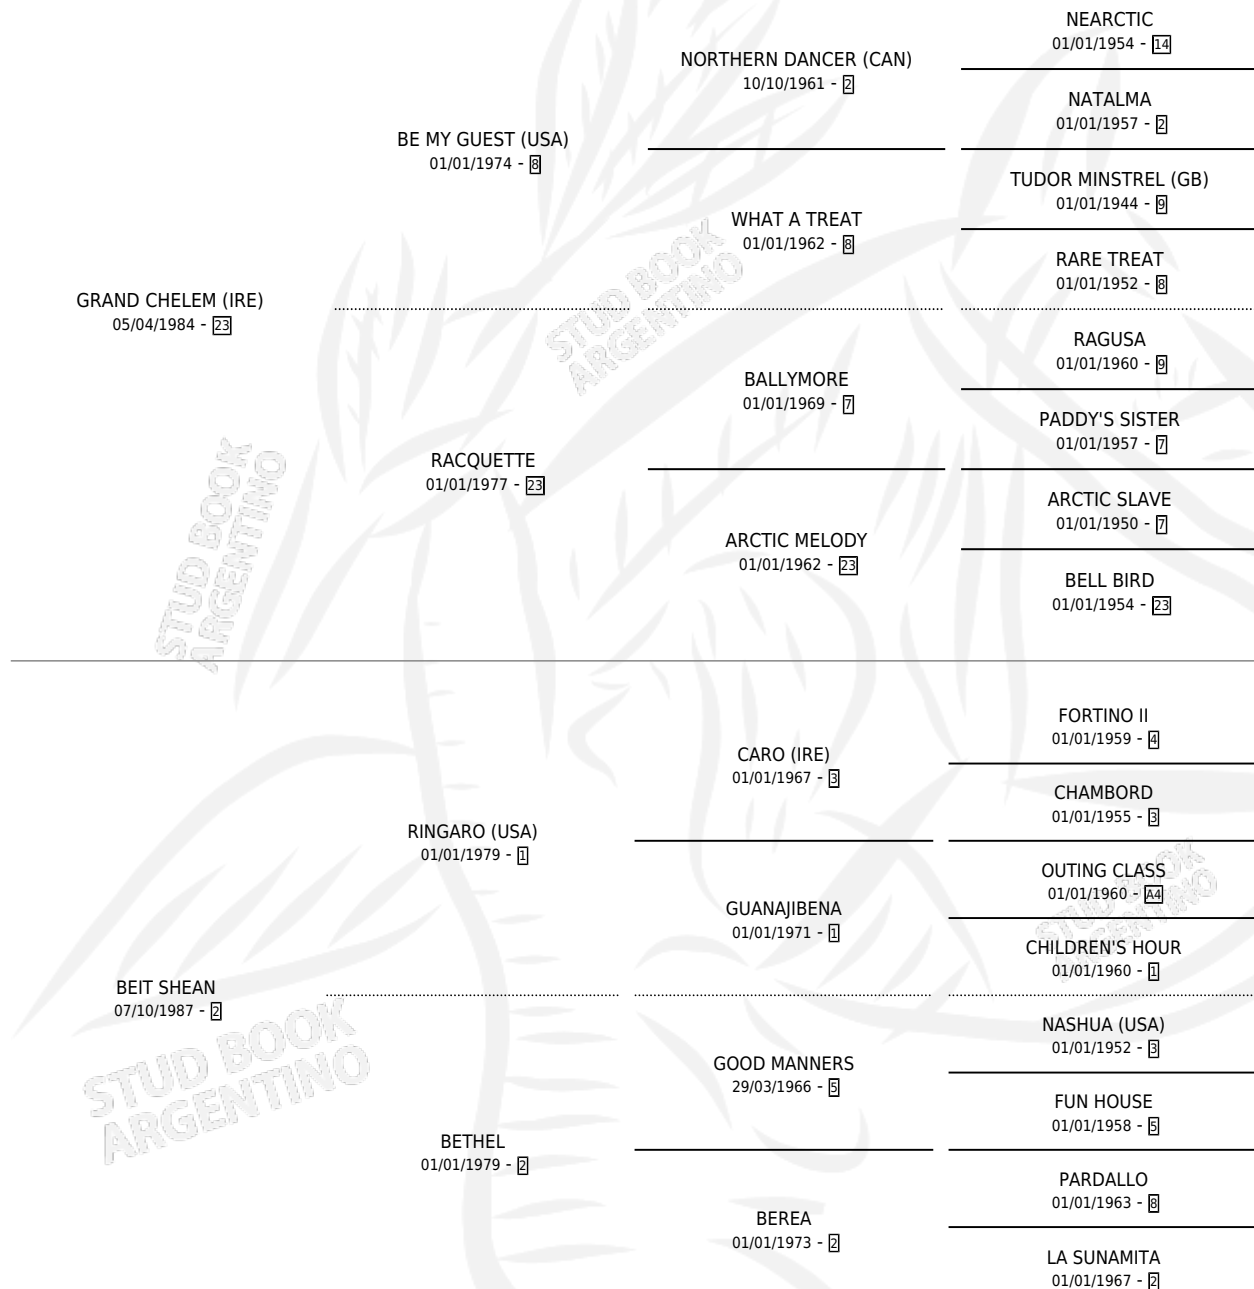 NEARCTIC
01/01/1954 - 14
NORTHERN DANCER (CAN)
10/10/1961 - 2
NATALMA
01/01/1957 - 2
BE MY GUEST (USA)
01/01/1974 - 8
TUDOR MINSTREL (GB)
01/01/1944 - 9
WHAT A TREAT
01/01/1962 - 8
RARE TREAT
01/01/1952 - 8
GRAND CHELEM (IRE)
05/04/1984 - 23
STUD BOOK
ARGENTINO
RAGUSA
01/01/1960 - 9
BALLYMORE
01/01/1969 - 7
PADDY'S SISTER
01/01/1957 - 7
RACQUETTE
01/01/1977 - 23
ARCTIC SLAVE
01/01/1950 - 7
ARCTIC MELODY
01/01/1962 - 23
BELL BIRD
01/01/1954 - 23
STUD BOOK
ARGENTINO
FORTINO II
01/01/1959 - 4
CARO (IRE)
01/01/1967 - 3
CHAMBORD
01/01/1955 - 3
RINGARO (USA)
01/01/1979 - 1
OUTING CLASS
01/01/1960 - A4
GUANAJIBENA
01/01/1971 - 1
CHILDREN'S HOUR
01/01/1960 - 1
STUD BOOK
ARGENTINO
BEIT SHEAN
07/10/1987 - 2
STUD BOOK
ARGENTINO
NASHUA (USA)
01/01/1952 - 3
GOOD MANNERS
29/03/1966 - 5
FUN HOUSE
01/01/1958 - 5
BETHEL
01/01/1979 - 2
PARDALLO
01/01/1963 - 8
BEREA
01/01/1973 - 2
LA SUNAMITA
01/01/1967 - 2